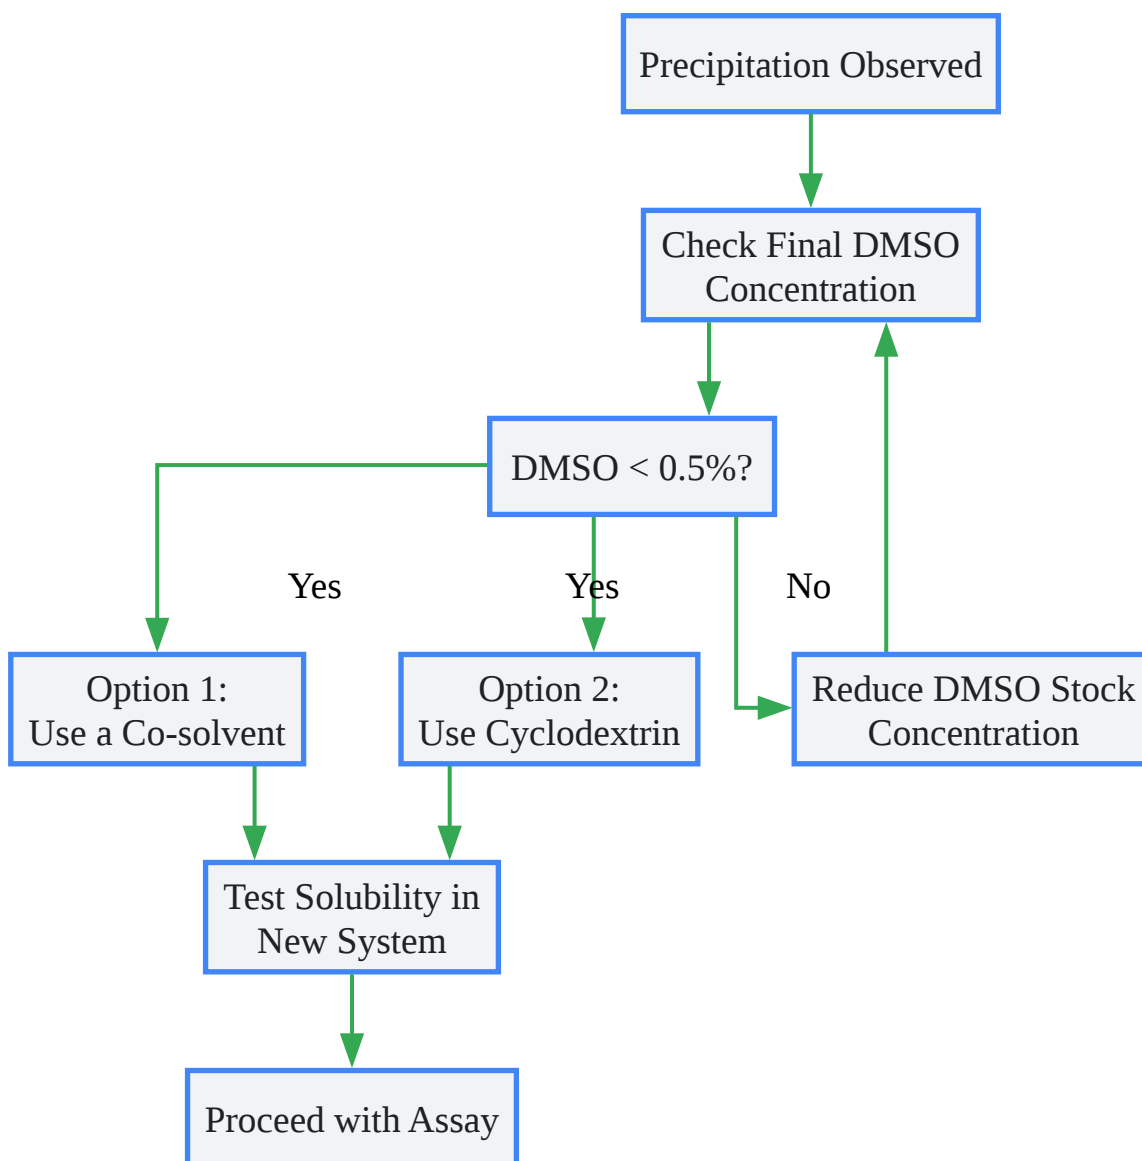 Precipitation Observed
Check Final DMSO
Concentration
DMSO < 0.5%?
Yes
Yes
No
Option 1:
Use a Co-solvent
Option 2:
Use Cyclodextrin
Reduce DMSO Stock
Concentration
Test Solubility in
New System
Proceed with Assay